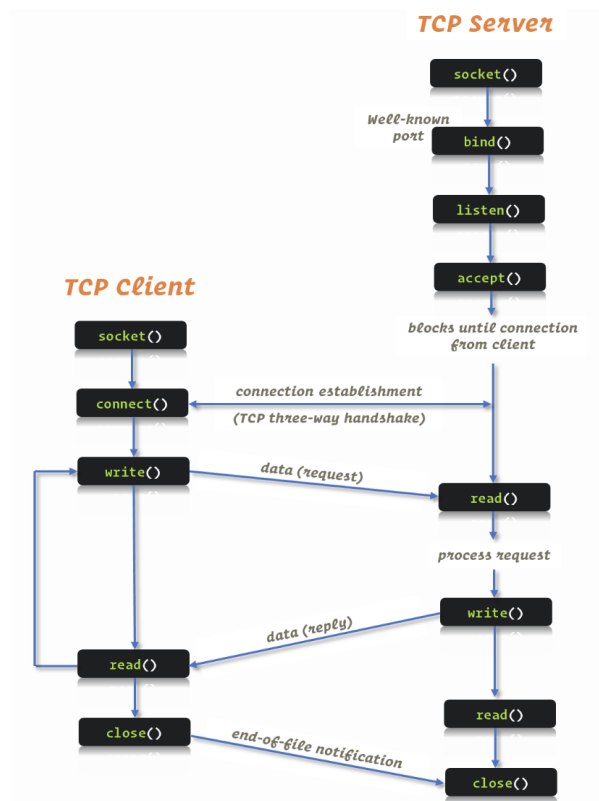 TCP Server
socket()
Well-known
port
bind()
listen()
accept()
TCP Client
blocks until connection
from client
socket()
connection establishment
connect()
(TCP three-way handshake)
write()
data (request)
read()
process request
write()
data (reply)
read()
read()
close()
end-of-file notification
close()